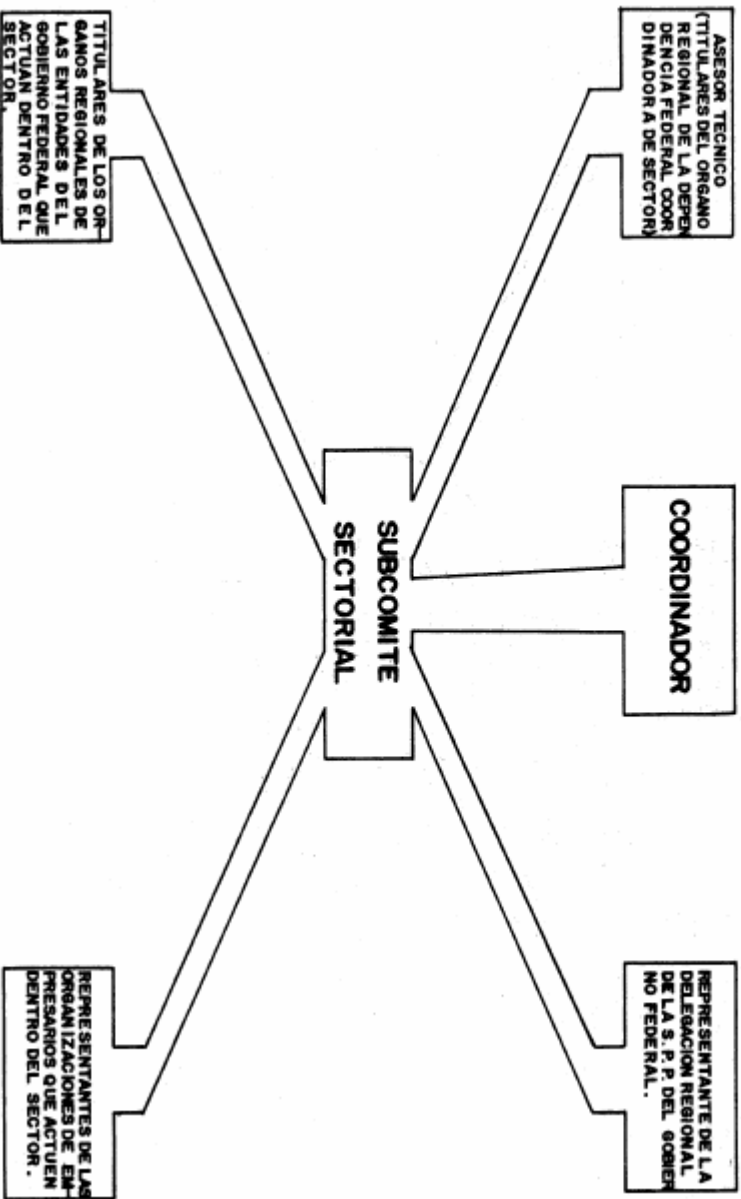 ASESOR TECNICO
(TITULARES DEL ORGANO
REGIONAL DE LA DEPEN
DENCIA FEDERAL COOR
DINADORA DE SECTOR)
COORDINADOR
REPRESENTANTE DE LA
DELEGACION REGIONAL
DE LA S. P. P. DEL GOBIER
NO FEDERAL.
SUBCOMITE
SECTORIAL
TITULARES DE LOS OR-
GANOS REGIONALES DE
LAS ENTIDADES DEL
GOBIERNO FEDERAL QUE
ACTUAN DENTRO DEL
SECTOR.
REPRESENTANTES DE LAS
ORGANIZACIONES DE EM-
PRESARIOS QUE ACTUEN
DENTRO DEL SECTOR.